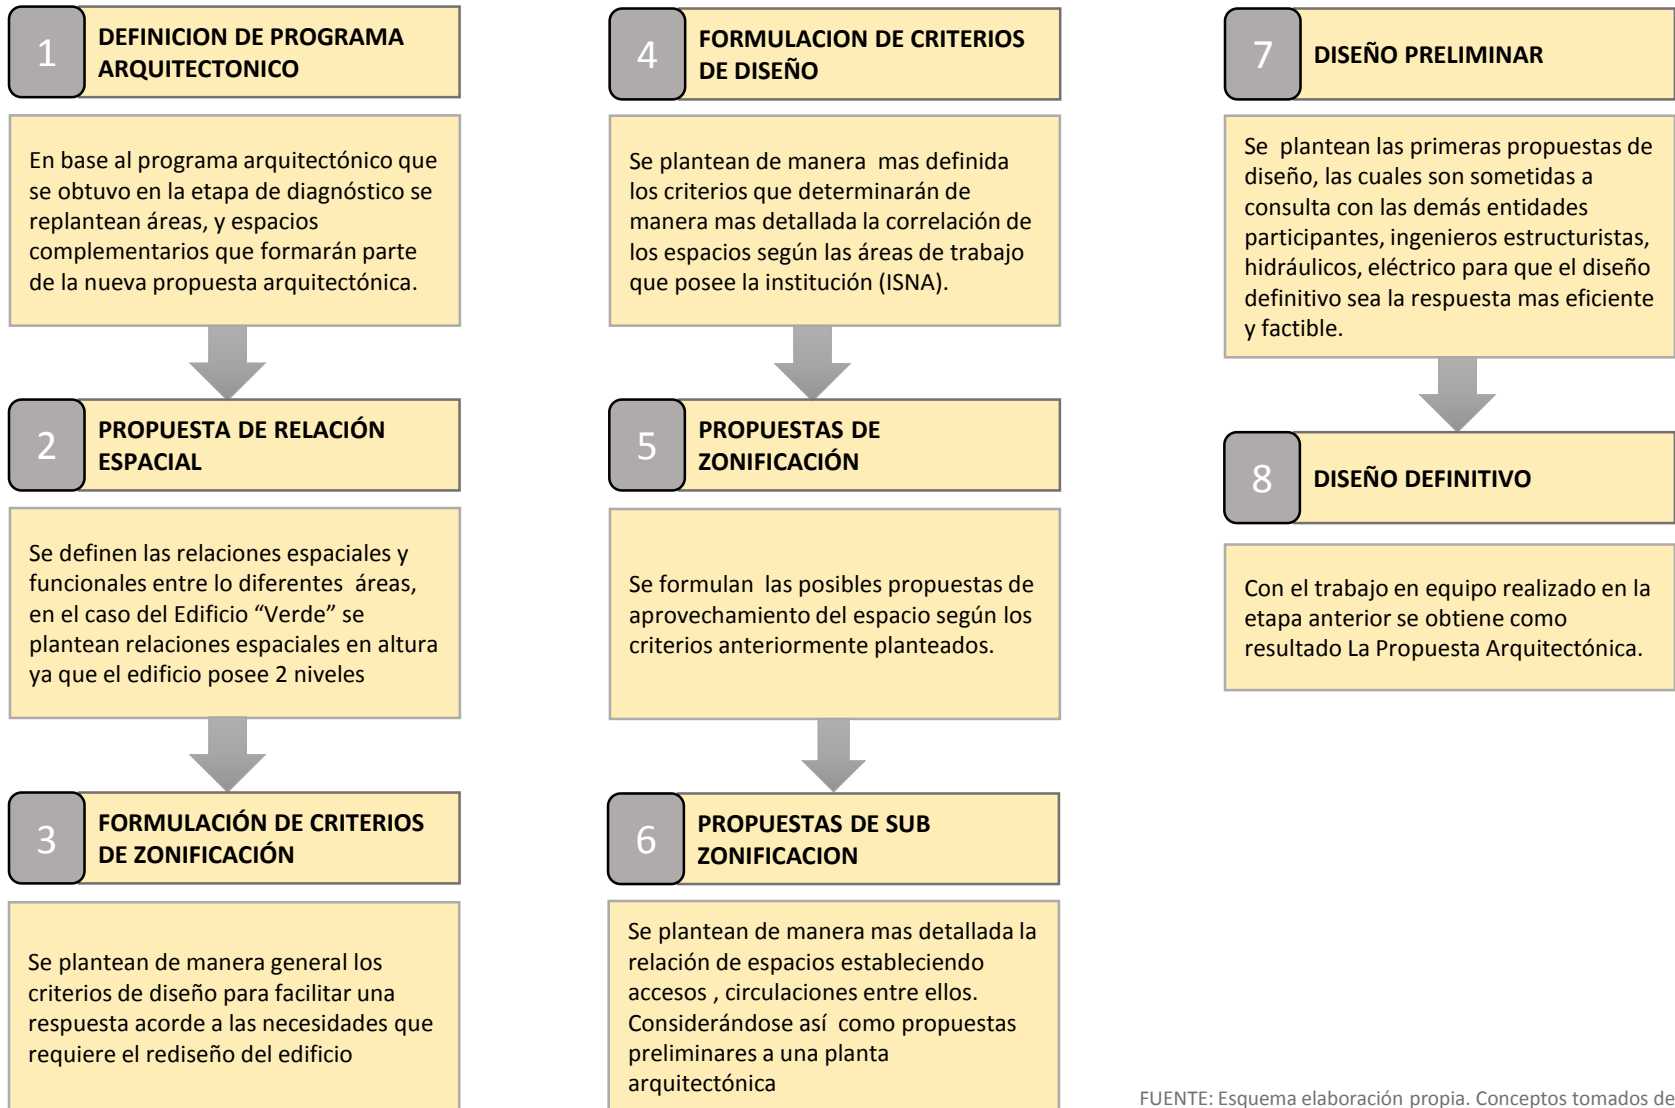 1
DEFINICION DE PROGRAMA
ARQUITECTONICO
En base al programa arquitectónico que
se obtuvo en la etapa de diagnóstico se
replantean áreas, y espacios
complementarios que formarán parte
de la nueva propuesta arquitectónica.
2
PROPUESTA DE RELACIÓN
ESPACIAL
Se definen las relaciones espaciales y
funcionales entre lo diferentes áreas,
en el caso del Edificio “Verde” se
plantean relaciones espaciales en altura
ya que el edificio posee 2 niveles
3
FORMULACIÓN DE CRITERIOS
DE ZONIFICACIÓN
Se plantean de manera general los
criterios de diseño para facilitar una
respuesta acorde a las necesidades que
requiere el rediseño del edificio
4
FORMULACION DE CRITERIOS
DE DISEÑO
Se plantean de manera mas definida
los criterios que determinarán de
manera mas detallada la correlación de
los espacios según las áreas de trabajo
que posee la institución (ISNA).
5
PROPUESTAS DE
ZONIFICACIÓN
Se formulan las posibles propuestas de
aprovechamiento del espacio según los
criterios anteriormente planteados.
6
PROPUESTAS DE SUB
ZONIFICACION
Se plantean de manera mas detallada la
relación de espacios estableciendo
accesos , circulaciones entre ellos.
Considerándose así como propuestas
preliminares a una planta
arquitectónica
7
DISEÑO PRELIMINAR
Se plantean las primeras propuestas de
diseño, las cuales son sometidas a
consulta con las demás entidades
participantes, ingenieros estructuristas,
hidráulicos, eléctrico para que el diseño
definitivo sea la respuesta mas eficiente
y factible.
8
DISEÑO DEFINITIVO
Con el trabajo en equipo realizado en la
etapa anterior se obtiene como
resultado La Propuesta Arquitectónica.
FUENTE: Esquema elaboración propia. Conceptos tomados de